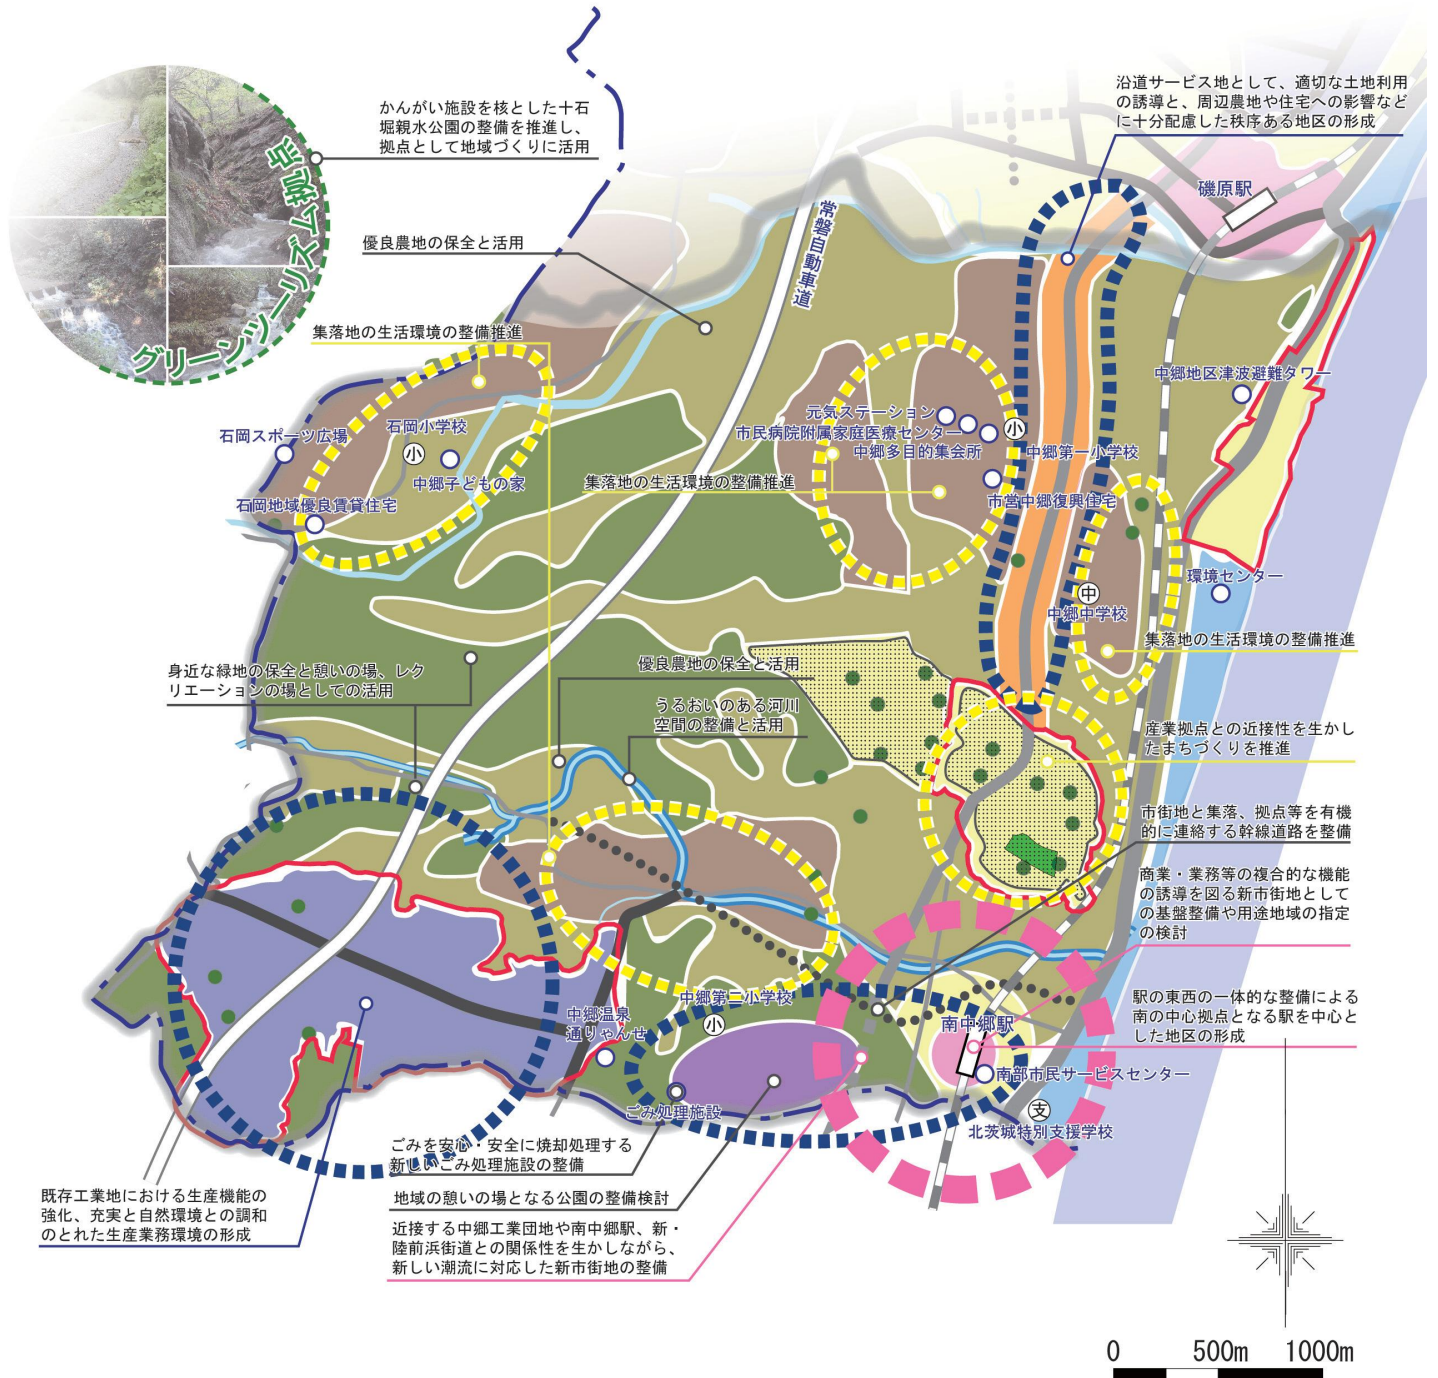 かんがい施設を核とした十石
堀親水公園の整備を推進し、
拠点として地域づくりに活用
グリーンツーリズム拠点
沿道サービス地として、適切な土地利用
の誘導と、周辺農地や住宅への影響など
に十分配慮した秩序ある地区の形成
磯原駅
常磐自動車道
優良農地の保全と活用
集落地の生活環境の整備推進
中郷地区津波避難タワー
石岡スポーツ広場
石岡小学校
小
中郷子どもの家
石岡地域優良賃貸住宅
元気ステーション
市民病院附属家庭医療センター
中郷多目的集会所
小
中郷第一小学校
集落地の生活環境の整備推進
市営中郷復興住宅
環境センター
中
中郷中学校
集落地の生活環境の整備推進
身近な緑地の保全と憩いの場、レク
リエーションの場としての活用
優良農地の保全と活用
うるおいのある河川
空間の整備と活用
産業拠点との近接性を生かし
たまちづくりを推進
市街地と集落、拠点等を有機
的に連絡する幹線道路を整備
商業・業務等の複合的な機能
の誘導を図る新市街地として
の基盤整備や用途地域の指定
の検討
駅の東西の一体的な整備による
南の中心拠点となる駅を中心と
した地区の形成
中郷第二小学校
小
中郷温泉
通りゃんせ
南中郷駅
南部市民サービスセンター
ごみ処理施設
支
北茨城特別支援学校
ごみを安心・安全に焼却処理する
新しいごみ処理施設の整備
地域の憩いの場となる公園の整備検討
既存工業地における生産機能の
強化、充実と自然環境との調和
のとれた生産業務環境の形成
近接する中郷工業団地や南中郷駅、新・
陸前浜街道との関係性を生かしながら、
新しい潮流に対応した新市街地の整備
0 500m 1000m